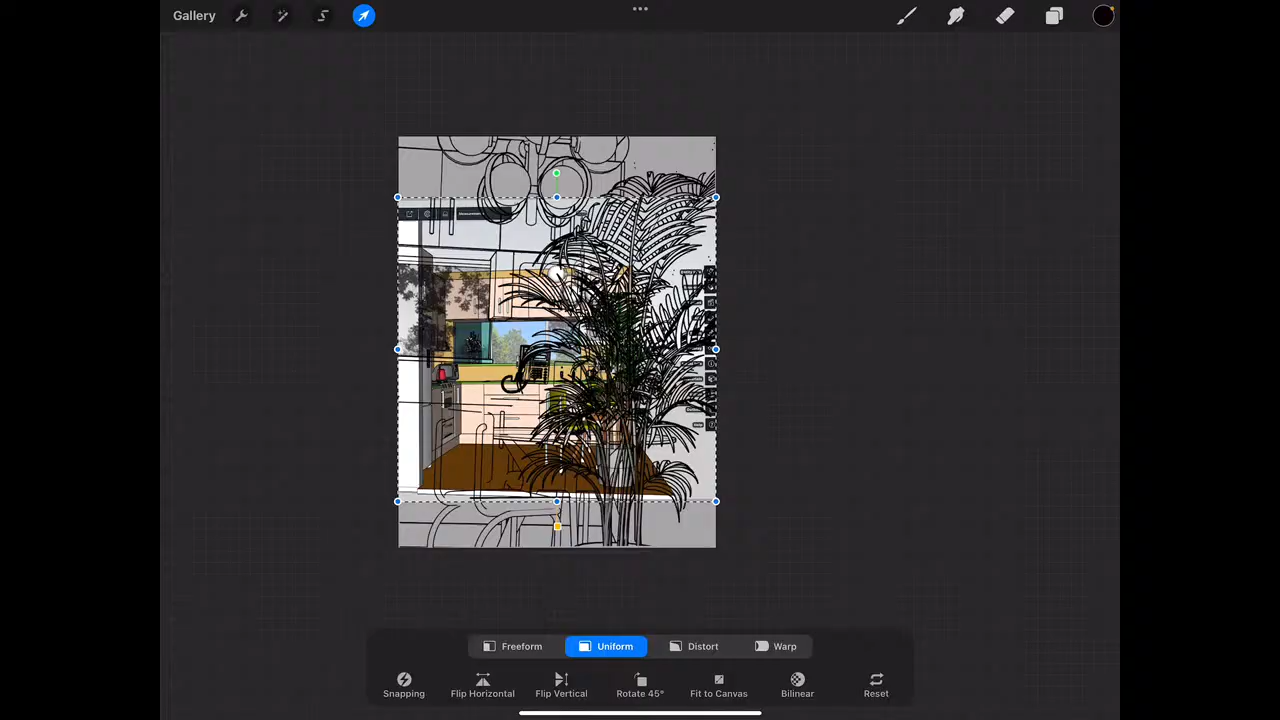 Gallery
Freeform Uniform Distort Warp
Snapping Flip Horizontal Flip Vertical Rotate 45° Fit to Canvas Bilinear Reset